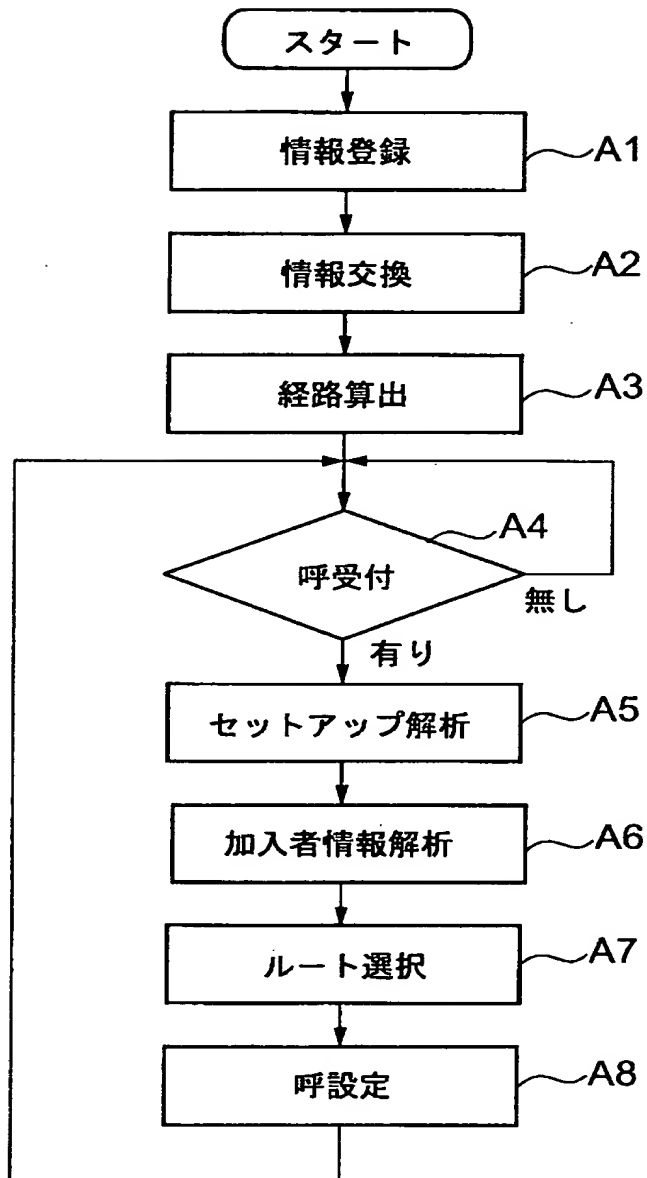 スタート
情報登録
A1
情報交換
A2
経路算出
A3
A4
呼受付
無し
有り
セットアップ解析
A5
加入者情報解析
A6
ルート選択
A7
呼設定
A8